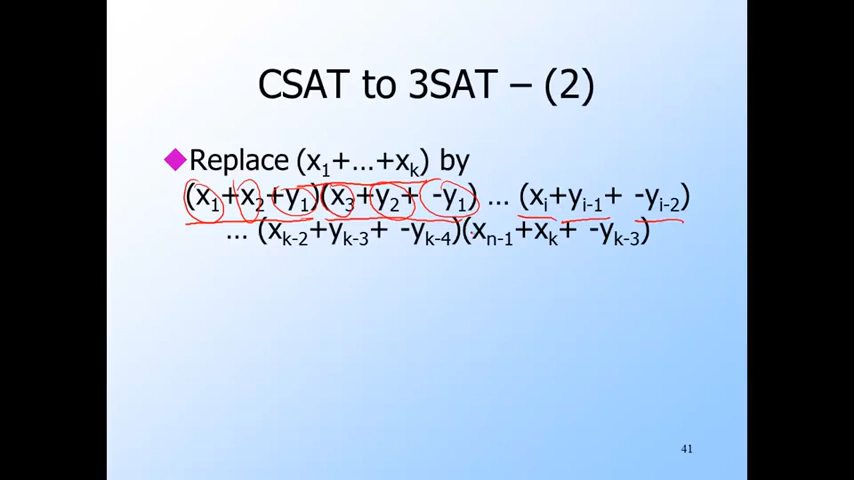 CSAT to 3SAT – (2)
Replace (x₁+…+xₖ) by
(x₁+x₂+y₁)(x₃+y₂+ -y₁) … (xᵢ+yᵢ₋₁+ -yᵢ₋₂)
… (xₖ₋₂+yₖ₋₃+ -yₖ₋₄)(xₙ₋₁+xₖ+ -yₖ₋₃)
41